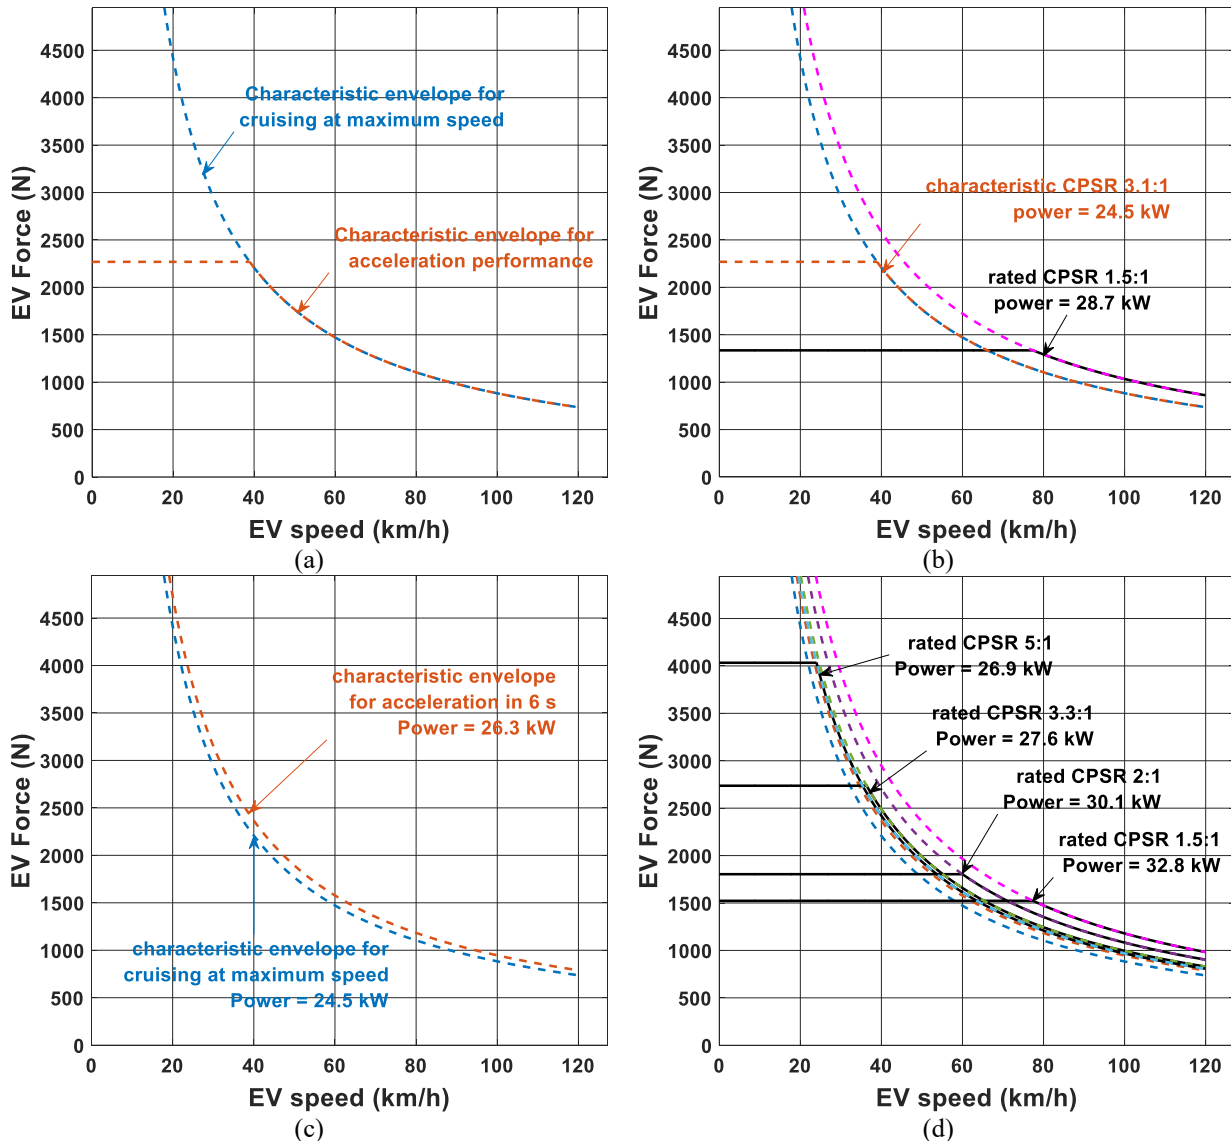 EV Force (N)
4500
4000
3500
3000
2500
2000
1500
1000
500
0
Characteristic envelope for
cruising at maximum speed
Characteristic envelope for
acceleration performance
0 20 40 60 80 100 120
EV speed (km/h)
(a)
EV Force (N)
4500
4000
3500
3000
2500
2000
1500
1000
500
0
characteristic CPSR 3.1:1
power = 24.5 kW
rated CPSR 1.5:1
power = 28.7 kW
0 20 40 60 80 100 120
EV speed (km/h)
(b)
EV Force (N)
4500
4000
3500
3000
2500
2000
1500
1000
500
0
characteristic envelope
for acceleration in 6 s
Power = 26.3 kW
characteristic envelope for
cruising at maximum speed
Power = 24.5 kW
0 20 40 60 80 100 120
EV speed (km/h)
(c)
EV Force (N)
4500
4000
3500
3000
2500
2000
1500
1000
500
0
rated CPSR 5:1
Power = 26.9 kW
rated CPSR 3.3:1
Power = 27.6 kW
rated CPSR 2:1
Power = 30.1 kW
rated CPSR 1.5:1
Power = 32.8 kW
0 20 40 60 80 100 120
EV speed (km/h)
(d)